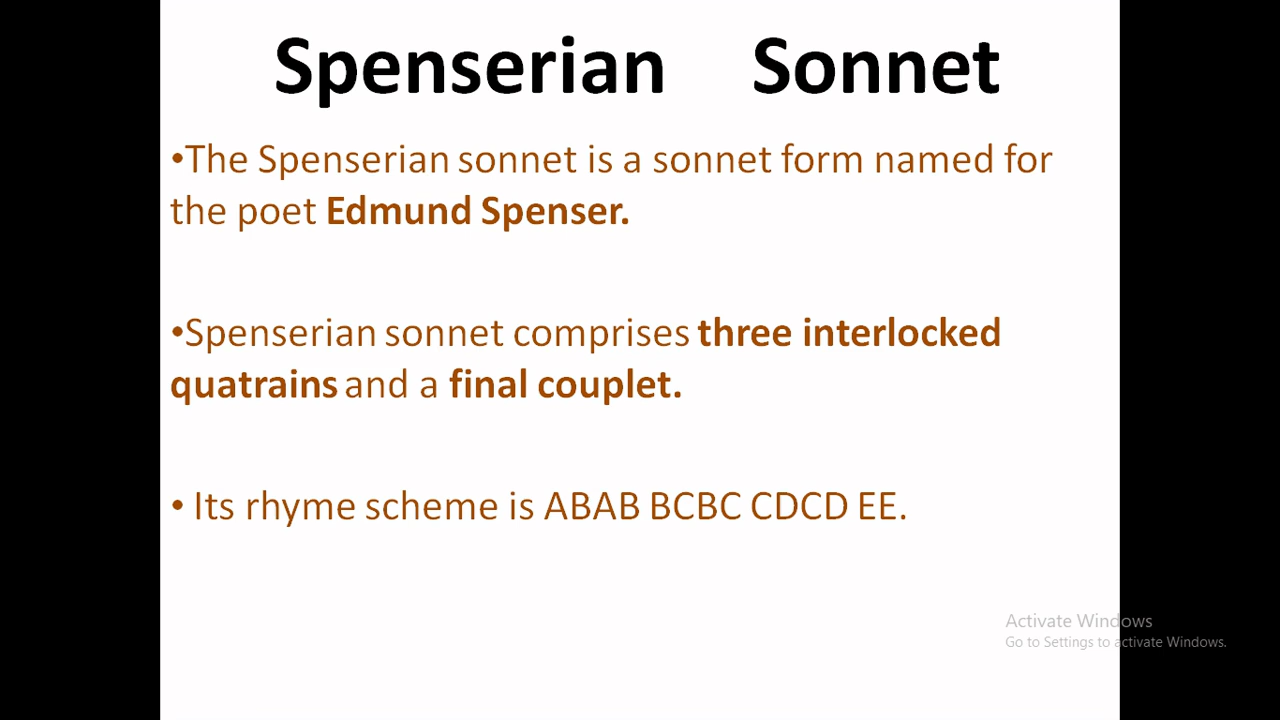 Spenserian Sonnet
•The Spenserian sonnet is a sonnet form named for
the poet Edmund Spenser.
•Spenserian sonnet comprises three interlocked
quatrains and a final couplet.
• Its rhyme scheme is ABAB BCBC CDCD EE.
Activate Windows
Go to Settings to activate Windows.